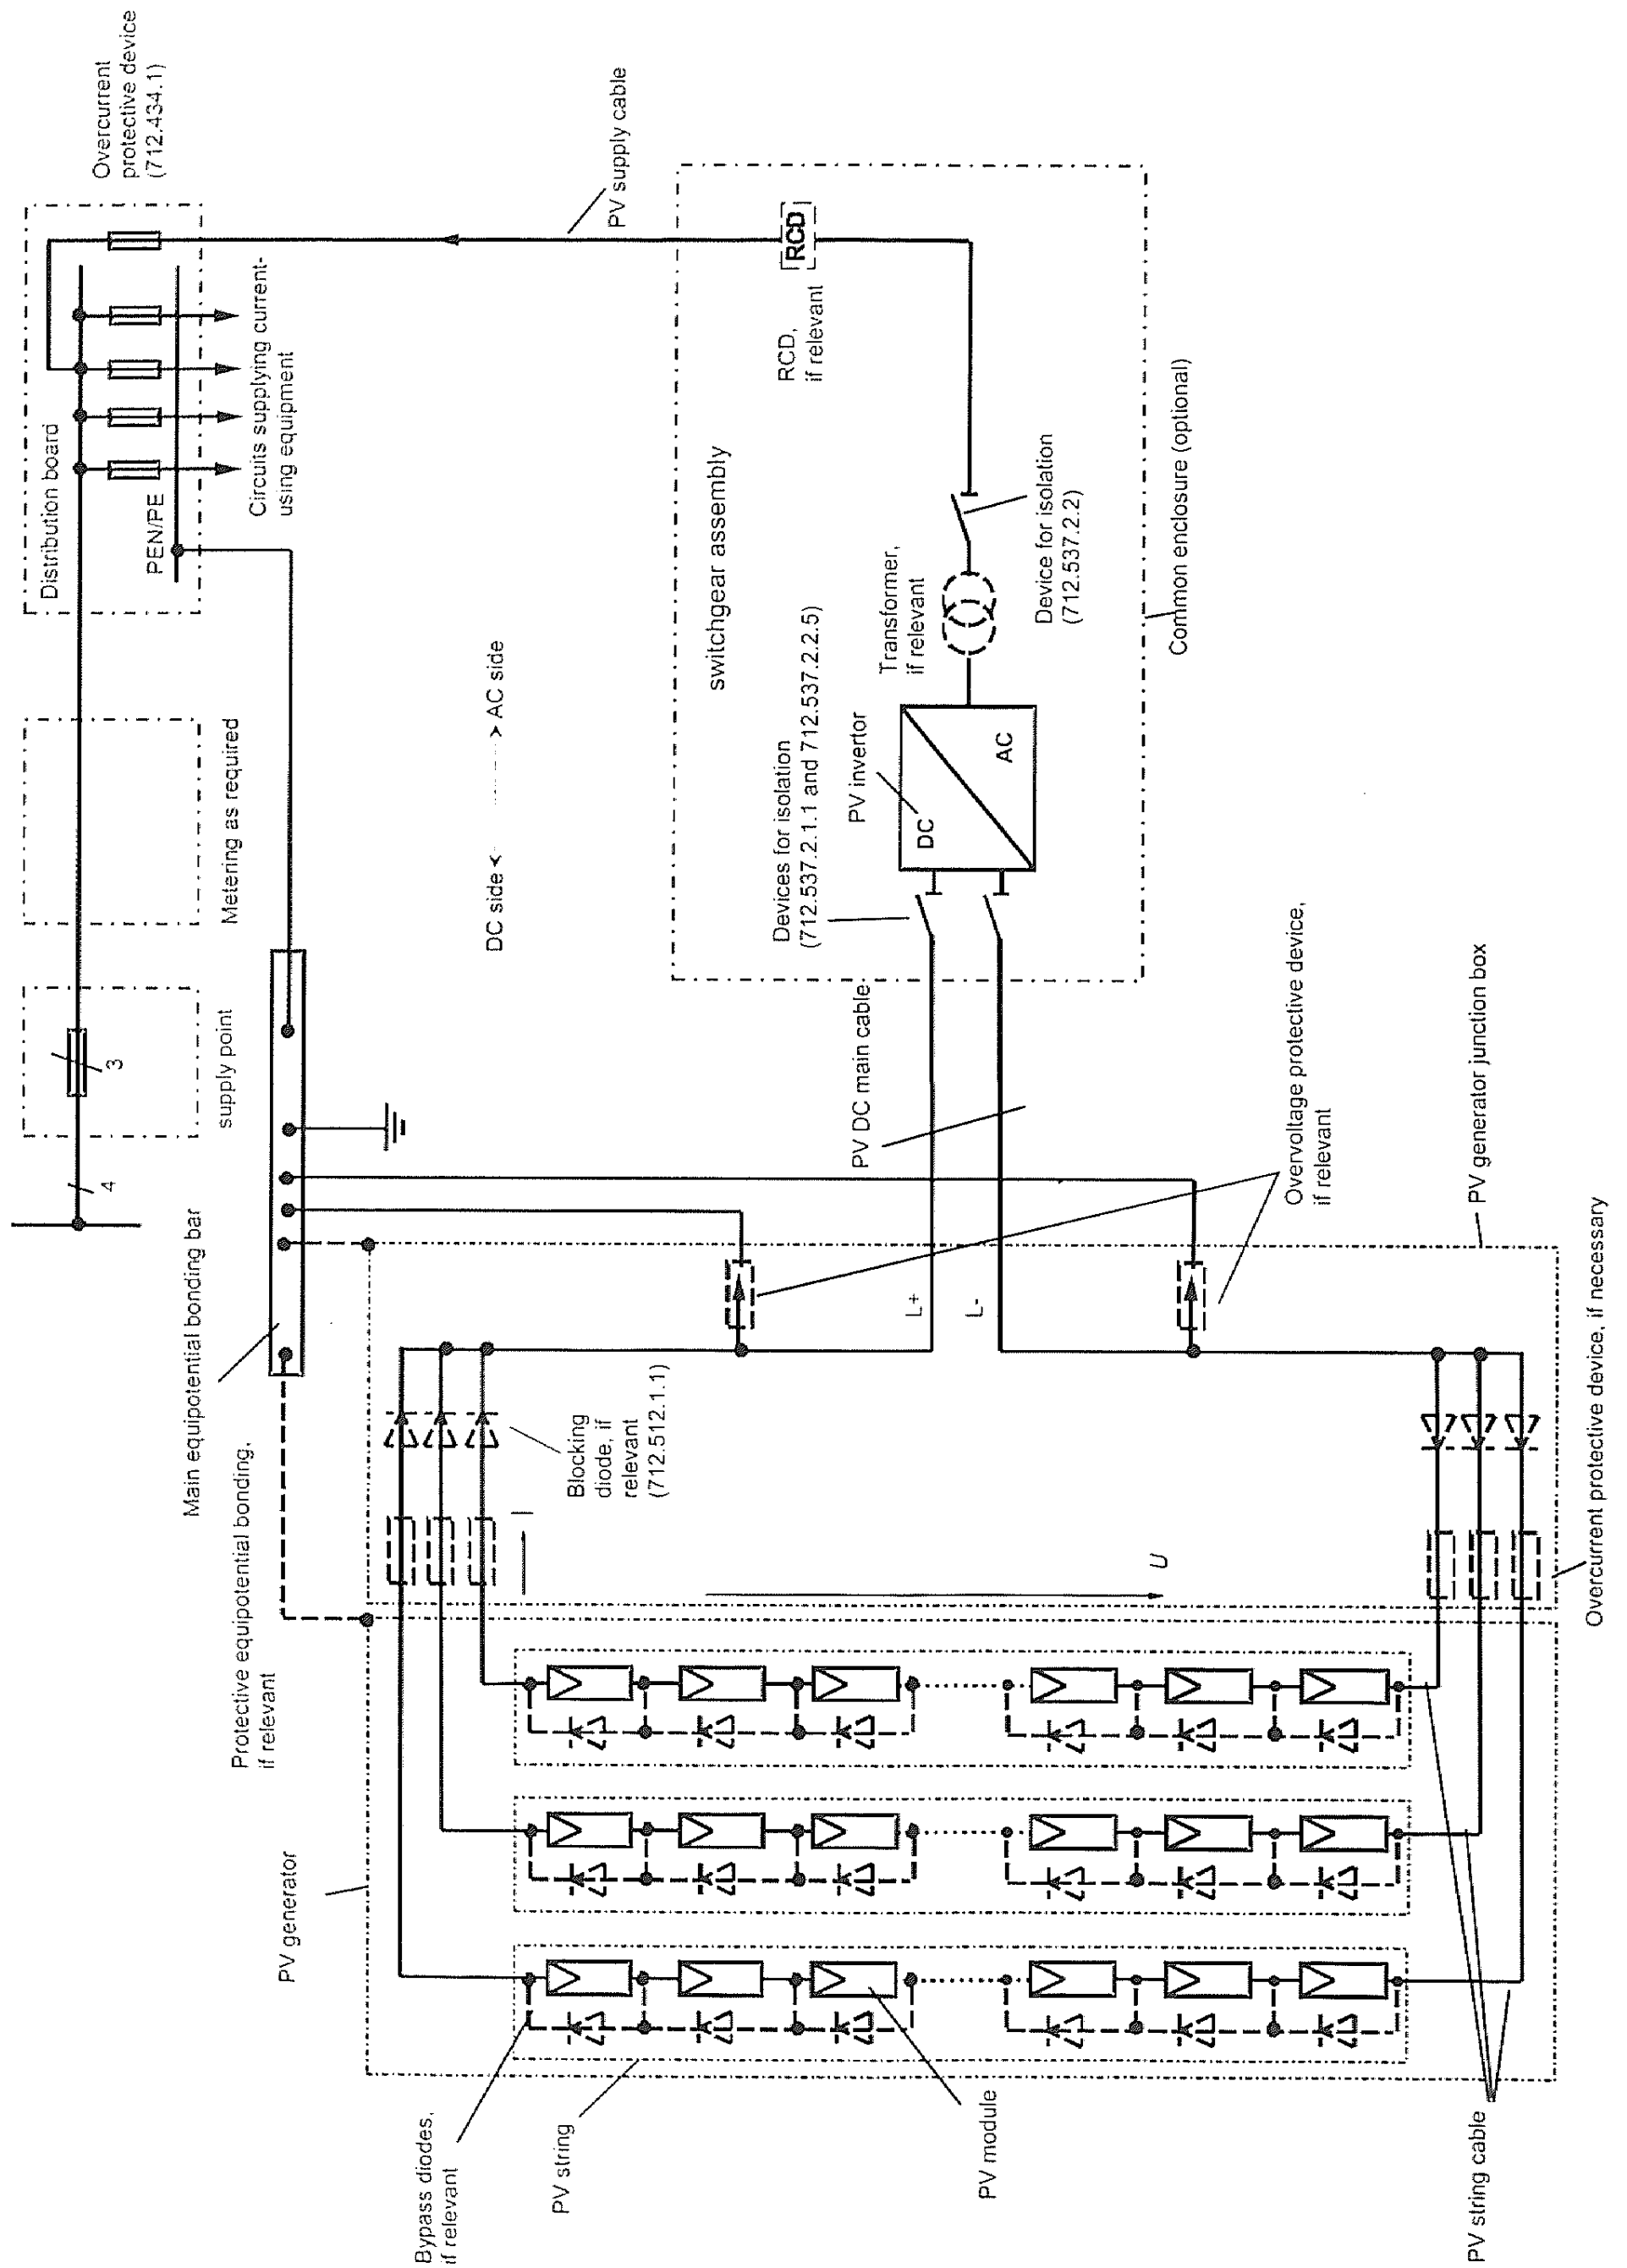 Overcurrent
protective device
(712.434.1)
Distribution board
PEN/PE
Circuits supplying current-
using equipment
PV supply cable
Metering as required
supply point
3
4
DC side <- ------> AC side
switchgear assembly
RCD
RCD,
if relevant
Transformer,
if relevant
Device for isolation
(712.537.2.2)
Devices for isolation
(712.537.2.1.1 and 712.537.2.2.5)
PV invertor
DC
AC
Common enclosure (optional)
Main equipotential bonding bar
Protective equipotential bonding,
if relevant
PV DC main cable
L+
L-
Overvoltage protective device,
if relevant
PV generator junction box
Blocking
diode, if
relevant
(712.512.1.1)
I
U
Overcurrent protective device, if necessary
PV generator
Bypass diodes,
if relevant
PV string
PV module
PV string cable